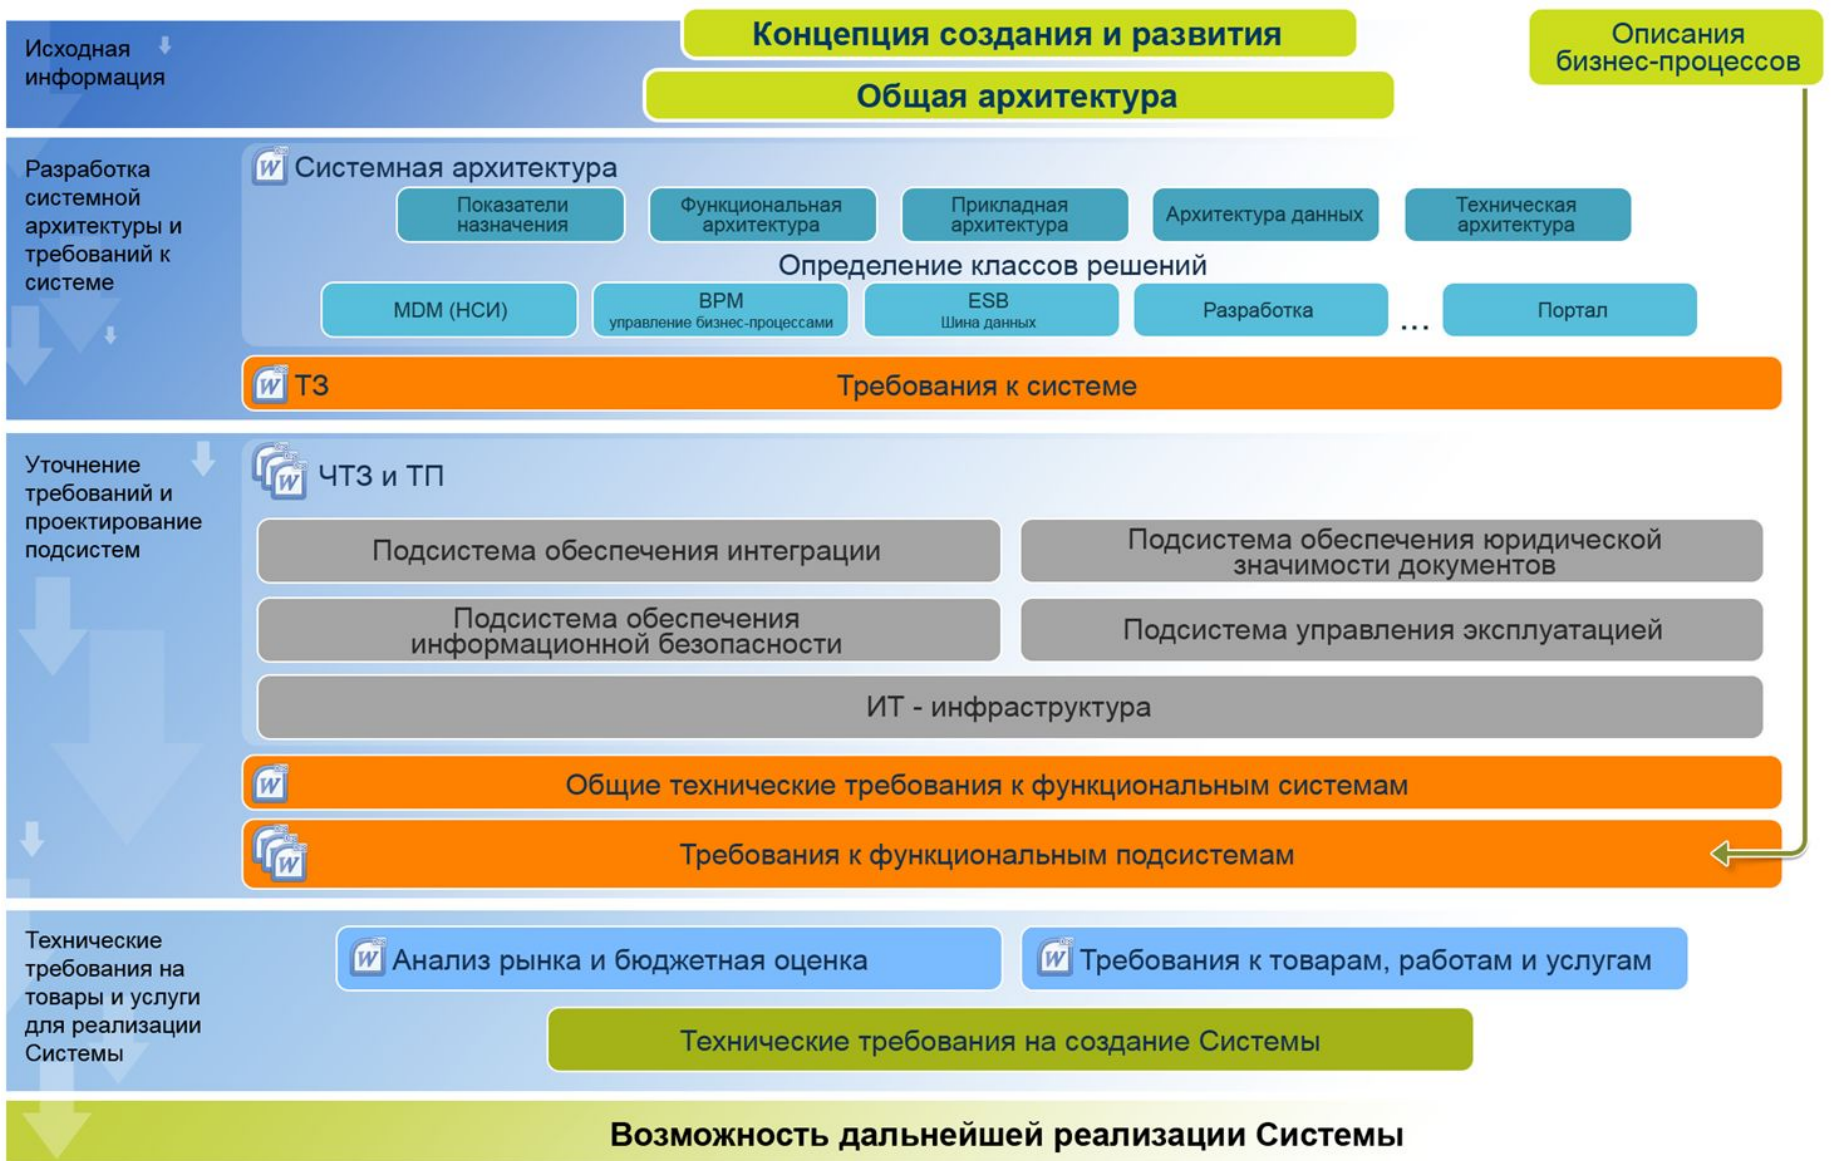 Исходная
информация
Концепция создания и развития
Общая архитектура
Описания
бизнес-процессов
Разработка
системной
архитектуры и
требований к
системе
W Системная архитектура
Показатели
назначения
Функциональная
архитектура
Прикладная
архитектура
Архитектура данных
Техническая
архитектура
Определение классов решений
MDM (НСИ)
BPM
управление бизнес-процессами
ESB
Шина данных
Разработка
...
Портал
W ТЗ
Требования к системе
Уточнение
требований и
проектирование
подсистем
W ЧТЗ и ТП
Подсистема обеспечения интеграции
Подсистема обеспечения юридической
значимости документов
Подсистема обеспечения
информационной безопасности
Подсистема управления эксплуатацией
ИТ - инфраструктура
W Общие технические требования к функциональным системам
W Требования к функциональным подсистемам
Технические
требования на
товары и услуги
для реализации
Системы
W Анализ рынка и бюджетная оценка
W Требования к товарам, работам и услугам
Технические требования на создание Системы
Возможность дальнейшей реализации Системы